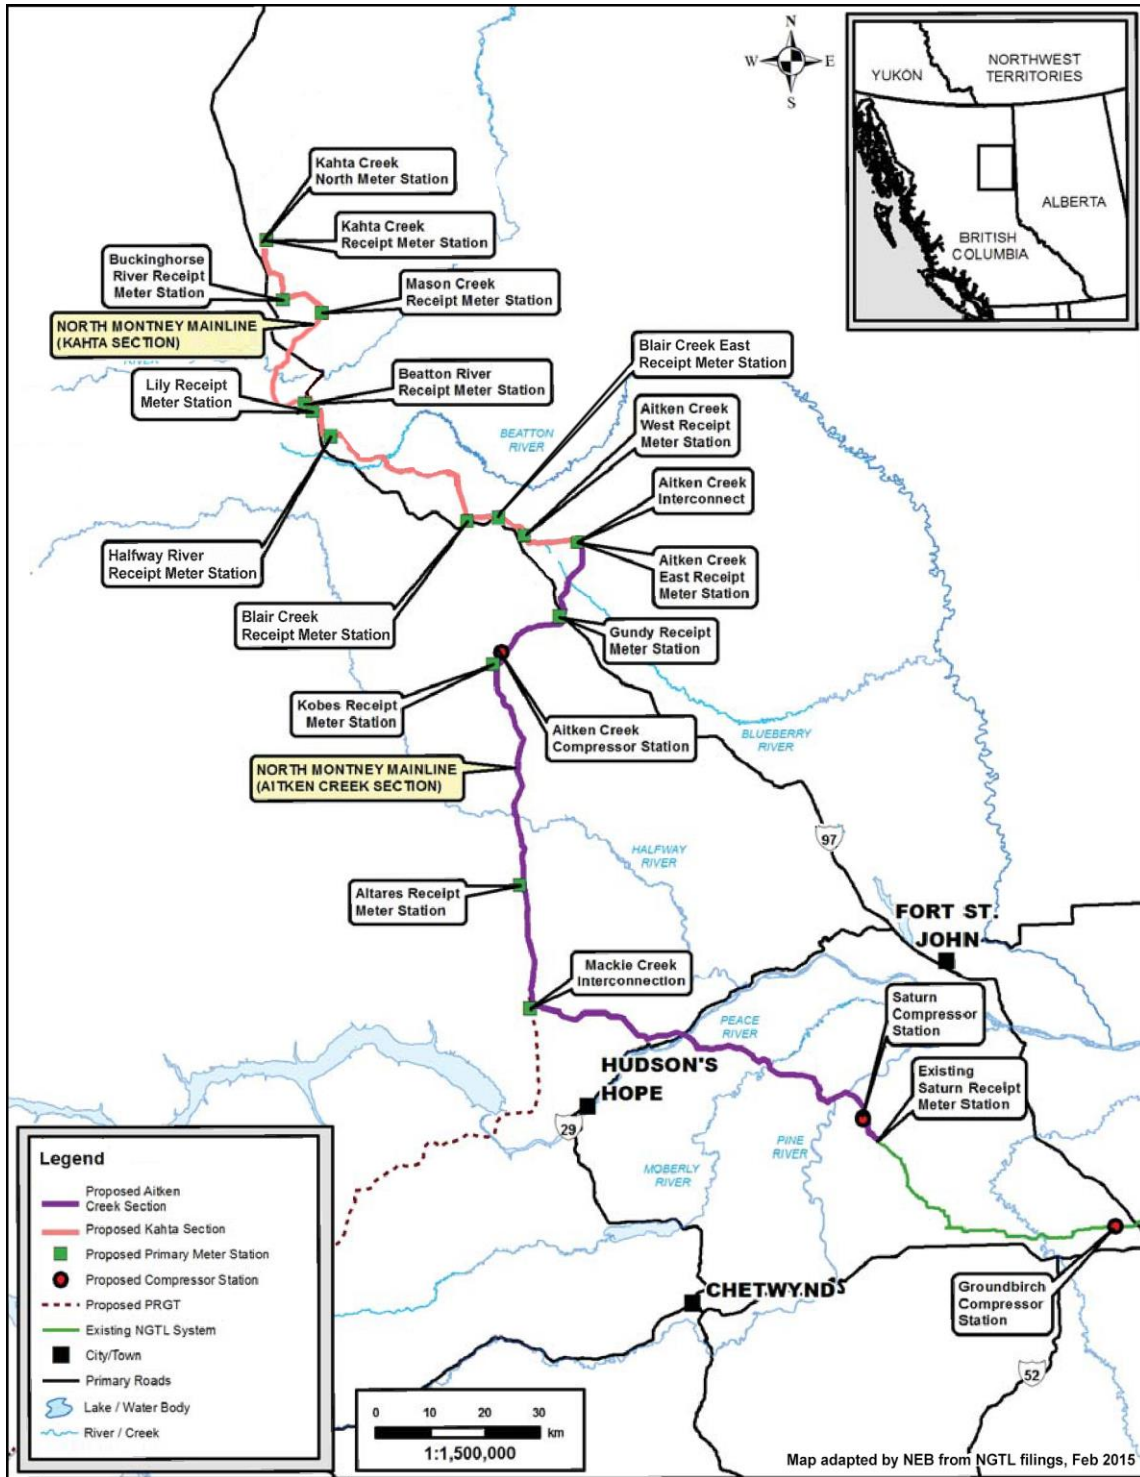 N
W
E
S
YUKON
NORTHWEST
TERRITORIES
ALBERTA
BRITISH
COLUMBIA
Kahta Creek
North Meter Station
Kahta Creek
Receipt Meter Station
Buckinghorse
River Receipt
Meter Station
Mason Creek
Receipt Meter Station
NORTH MONTNEY MAINLINE
(KAHTA SECTION)
RIVER
Blair Creek East
Receipt Meter Station
Beatton River
Receipt Meter Station
Lily Receipt
Meter Station
Aitken Creek
West Receipt
Meter Station
BEATTON
RIVER
Aitken Creek
Interconnect
Halfway River
Receipt Meter Station
Aitken Creek
East Receipt
Meter Station
Blair Creek
Receipt Meter Station
Gundy Receipt
Meter Station
Kobes Receipt
Meter Station
Aitken Creek
Compressor Station
BLUEBERRY
RIVER
NORTH MONTNEY MAINLINE
(AITKEN CREEK SECTION)
97
HALFWAY
RIVER
Altares Receipt
Meter Station
FORT ST.
JOHN
Mackie Creek
Interconnection
Saturn
Compressor
Station
PEACE
RIVER
HUDSON'S
HOPE
Existing
Saturn Receipt
Meter Station
29
PINE
RIVER
MOBERLY
RIVER
CHETWYND
Groundbirch
Compressor
Station
52
Legend
Proposed Aitken
Creek Section
Proposed Kahta Section
Proposed Primary Meter Station
Proposed Compressor Station
Proposed PRGT
Existing NGTL System
City/Town
Primary Roads
Lake / Water Body
River / Creek
0 10 20 30
km
1:1,500,000
Map adapted by NEB from NGTL filings, Feb 2015